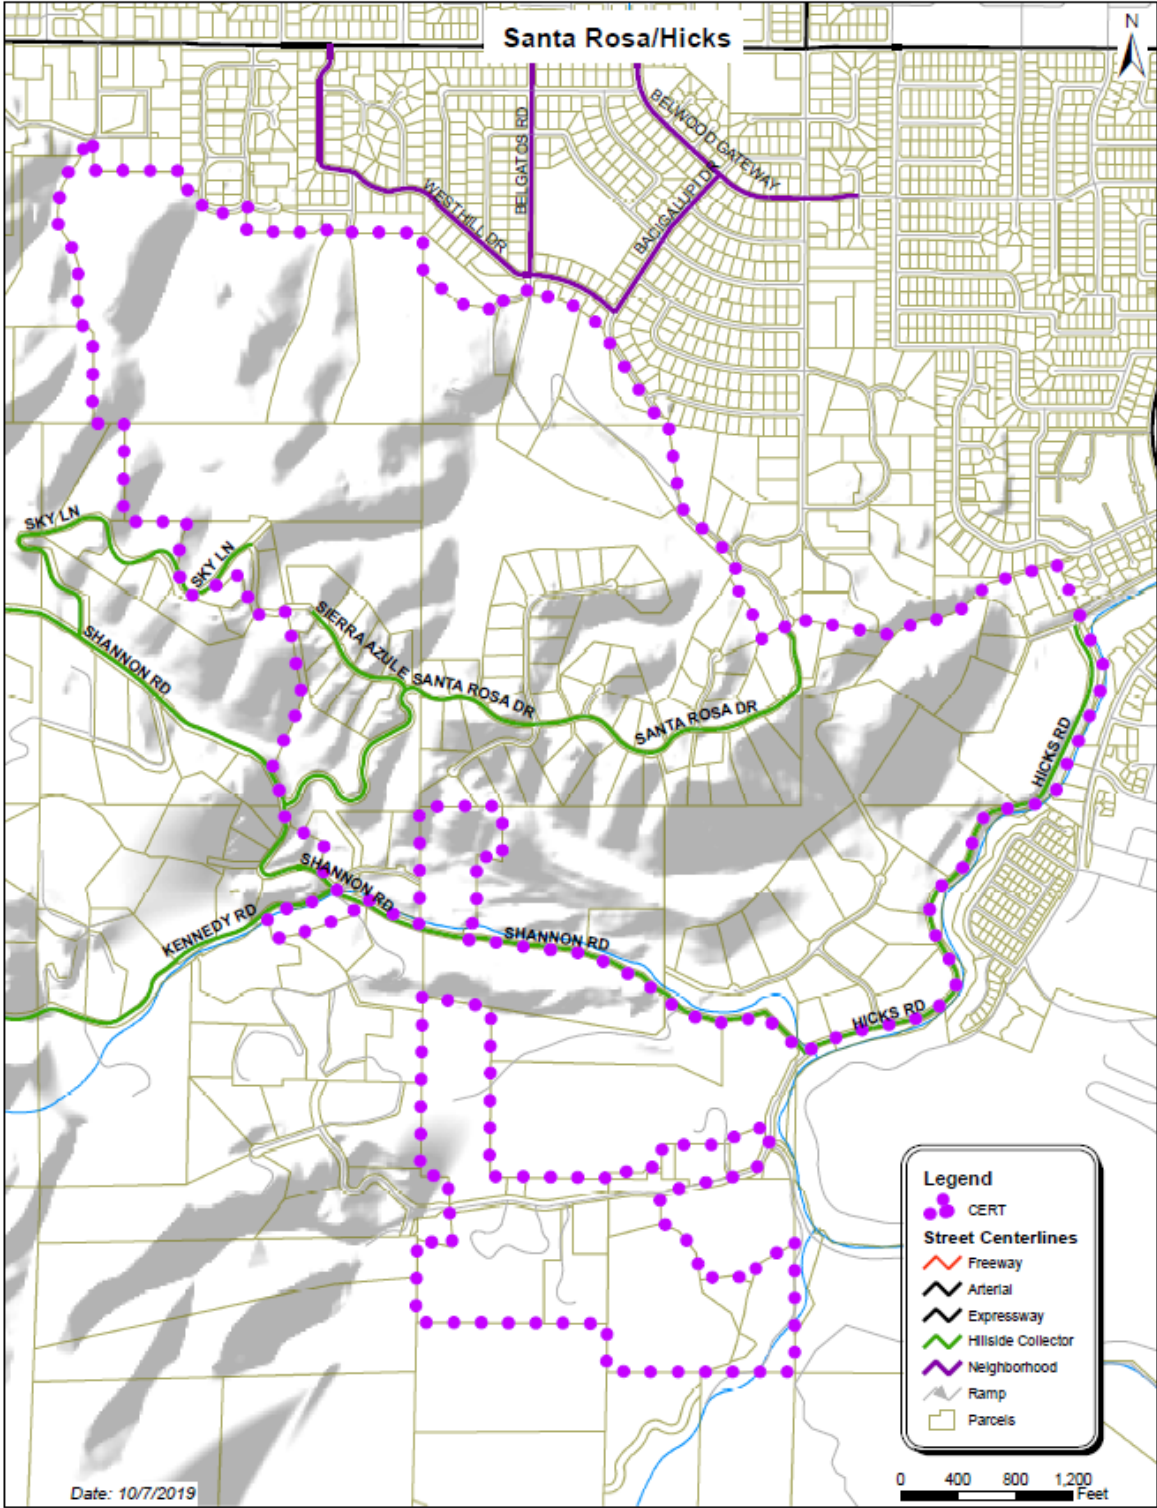 Santa Rosa/Hicks
N
BELWOOD GATEWAY
BELGATOS RD
WESTHILL DR
BACIGALUPI DR
SKY LN
SKY LN
SIERRA AZULE
SHANNON RD
SANTA ROSA DR
SANTA ROSA DR
HICKS RD
SHANNON RD
KENNEDY RD
SHANNON RD
HICKS RD
Legend
CERT
Street Centerlines
Freeway
Arterial
Expressway
Hillside Collector
Neighborhood
Ramp
Parcels
0 400 800 1,200
Feet
Date: 10/7/2019